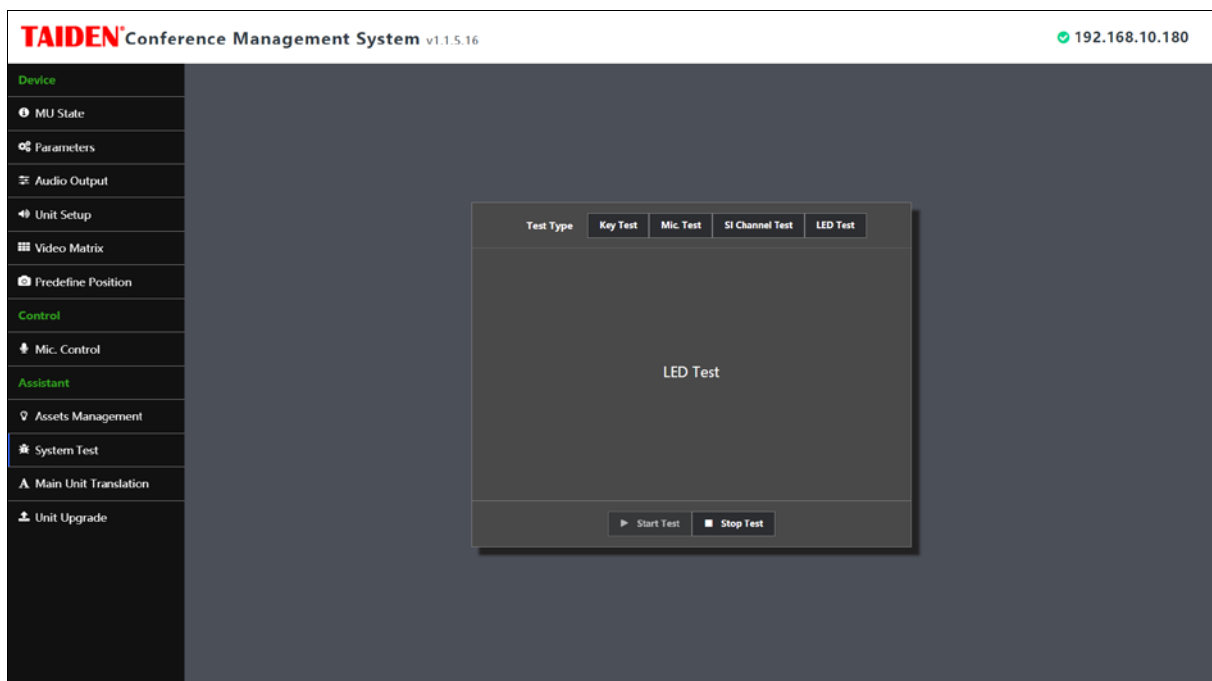 TAIDEN® Conference Management System v1.1.5.16
192.168.10.180
Device
MU State
Parameters
Audio Output
Unit Setup
Video Matrix
Predefine Position
Control
Mic. Control
Assistant
Assets Management
System Test
Main Unit Translation
Unit Upgrade
Test Type Key Test Mic. Test SI Channel Test LED Test
LED Test
Start Test Stop Test